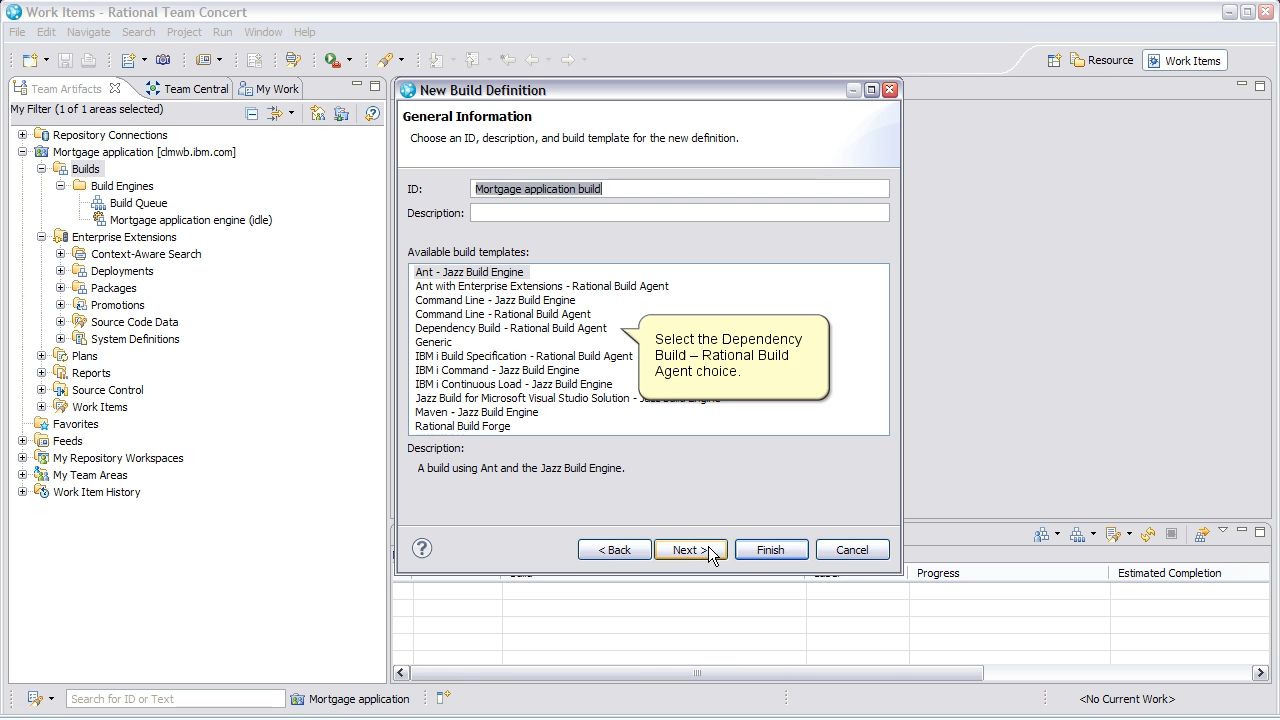 Work Items - Rational Team Concert
File Edit Navigate Search Project Run Window Help
Resource Work Items
Team Artifacts Team Central My Work
My Filter (1 of 1 areas selected)
Repository Connections
Mortgage application [clmwb.ibm.com]
Builds
Build Engines
Build Queue
Mortgage application engine (idle)
Enterprise Extensions
Context-Aware Search
Deployments
Packages
Promotions
Source Code Data
System Definitions
Plans
Reports
Source Control
Work Items
Favorites
Feeds
My Repository Workspaces
My Team Areas
Work Item History
New Build Definition
General Information
Choose an ID, description, and build template for the new definition.
ID: Mortgage application build
Description:
Available build templates:
Ant - Jazz Build Engine
Ant with Enterprise Extensions - Rational Build Agent
Command Line - Jazz Build Engine
Command Line - Rational Build Agent
Dependency Build - Rational Build Agent
Generic
IBM i Build Specification - Rational Build Agent
IBM i Command - Jazz Build Engine
IBM i Continuous Load - Jazz Build Engine
Jazz Build for Microsoft Visual Studio Solution - Jazz Build Engine
Maven - Jazz Build Engine
Rational Build Forge
Select the Dependency
Build – Rational Build
Agent choice.
Description:
A build using Ant and the Jazz Build Engine.
< Back Next > Finish Cancel
Progress Estimated Completion
Search for ID or Text Mortgage application <No Current Work>